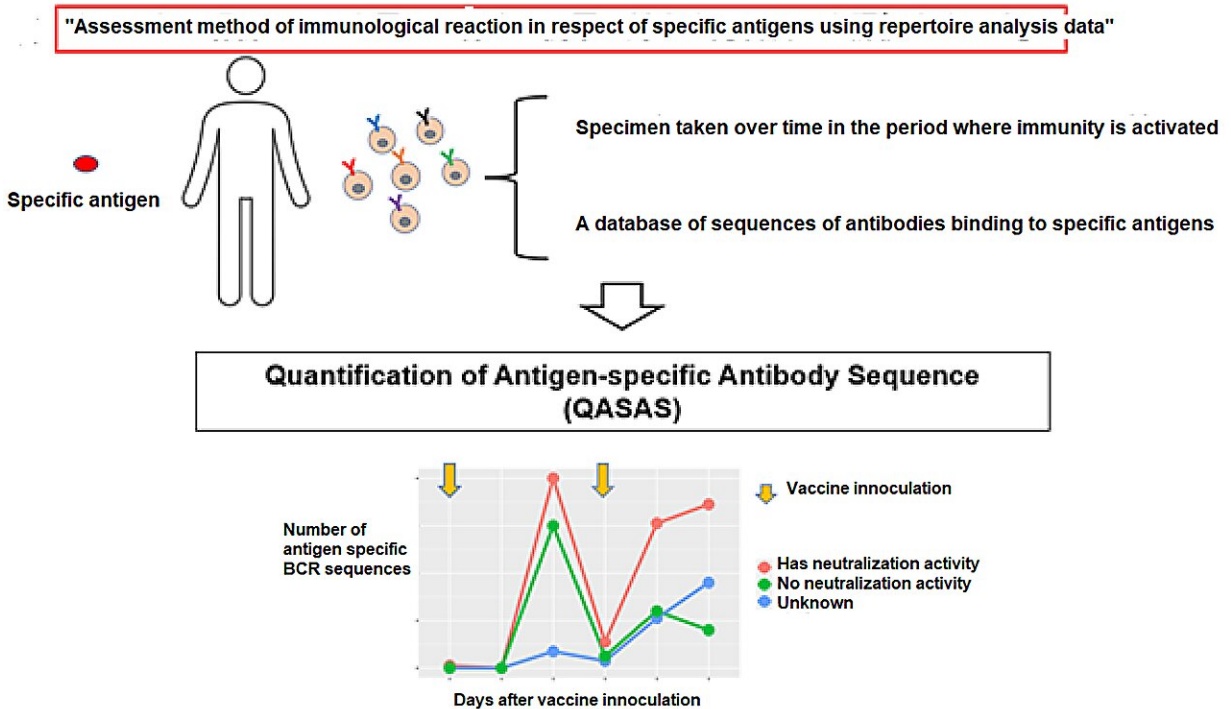 "Assessment method of immunological reaction in respect of specific antigens using repertoire analysis data"
Specimen taken over time in the period where immunity is activated
Specific antigen
A database of sequences of antibodies binding to specific antigens
Quantification of Antigen-specific Antibody Sequence
(QASAS)
Vaccine innoculation
Number of
antigen specific
BCR sequences
Has neutralization activity
No neutralization activity
Unknown
Days after vaccine innoculation